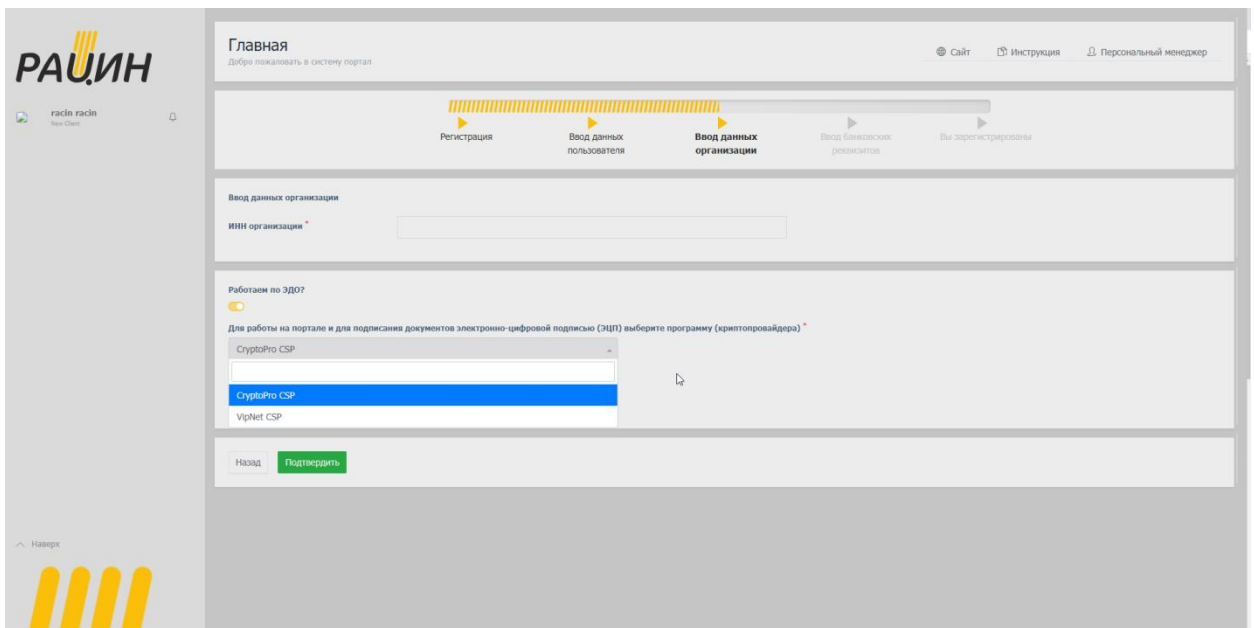 РАЦИН
racin racin
New Client
Главная
Добро пожаловать в систему портал
Сайт
Инструкция
Персональный менеджер
Регистрация
Ввод данных
пользователя
Ввод данных
организации
Ввод банковских
реквизитов
Вы зарегистрированы
Ввод данных организации
ИНН организации *
Работаем по ЭДО?
Для работы на портале и для подписания документов электронно-цифровой подписью (ЭЦП) выберите программу (криптопровайдера) *
CryptoPro CSP
CryptoPro CSP
VipNet CSP
Назад
Подтвердить
Наверх